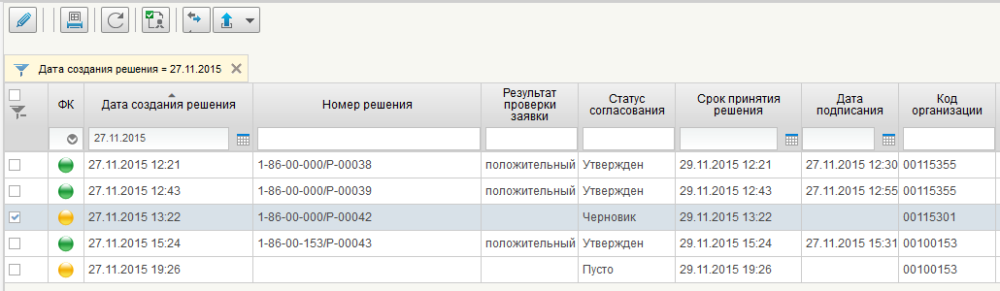 Дата создания решения = 27.11.2015
ФК Дата создания решения Номер решения Результат проверки заявки Статус согласования Срок принятия решения Дата подписания Код организации
27.11.2015
27.11.2015 12:21 1-86-00-000/Р-00038 положительный Утвержден 29.11.2015 12:21 27.11.2015 12:30 00115355
27.11.2015 12:43 1-86-00-000/Р-00039 положительный Утвержден 29.11.2015 12:43 27.11.2015 12:55 00115355
27.11.2015 13:22 1-86-00-000/Р-00042 Черновик 29.11.2015 13:22 00115301
27.11.2015 15:24 1-86-00-153/Р-00043 положительный Утвержден 29.11.2015 15:24 27.11.2015 15:31 00100153
27.11.2015 19:26 Пусто 29.11.2015 19:26 00100153